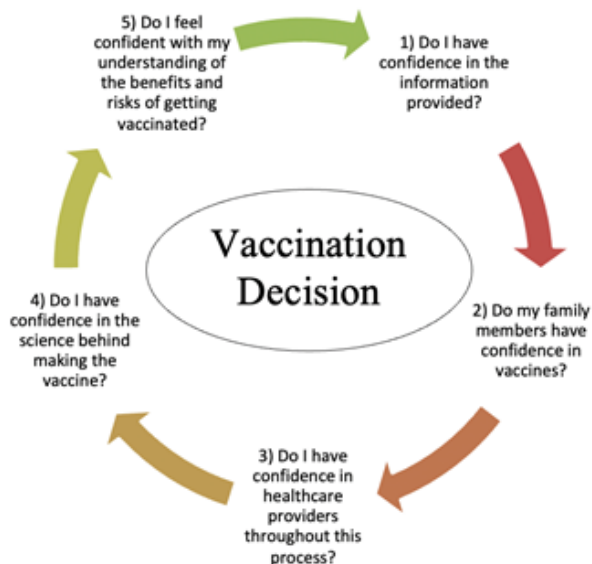 1) Do I have
confidence in the
information
provided?
2) Do my family
members have
confidence in
vaccines?
3) Do I have
confidence in
healthcare
providers
throughout this
process?
4) Do I have
confidence in the
science behind
making the
vaccine?
5) Do I feel
confident with my
understanding of
the benefits and
risks of getting
vaccinated?
Vaccination
Decision